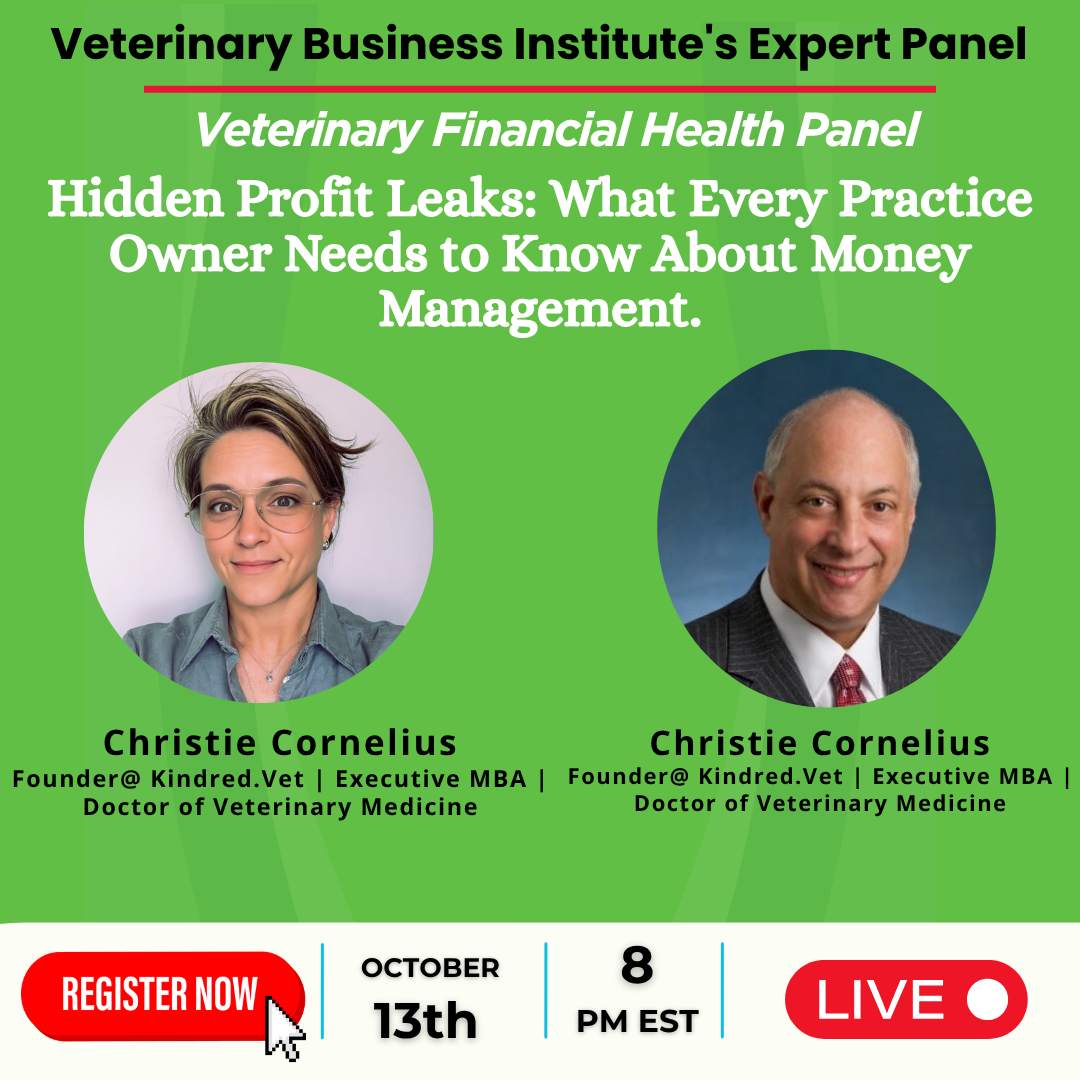 Veterinary Business Institute's Expert Panel
Veterinary Financial Health Panel
Hidden Profit Leaks: What Every Practice
Owner Needs to Know About Money
Management.
Christie Cornelius
Founder@ Kindred.Vet | Executive MBA |
Doctor of Veterinary Medicine
Christie Cornelius
Founder@ Kindred.Vet | Executive MBA |
Doctor of Veterinary Medicine
REGISTER NOW
OCTOBER
13th
8
PM EST
LIVE